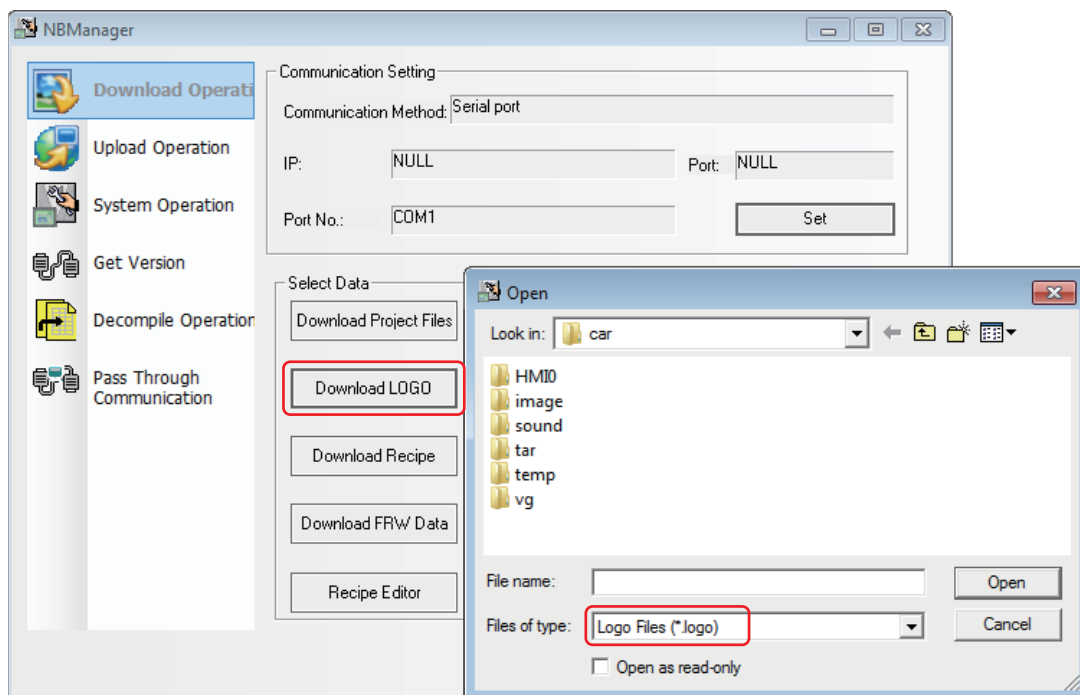 NBManager
Download Operati
Upload Operation
System Operation
Get Version
Decompile Operation
Pass Through
Communication
Communication Setting
Communication Method: Serial port
IP: NULL Port: NULL
Port No.: COM1 Set
Select Data
Download Project Files
Download LOGO
Download Recipe
Download FRW Data
Recipe Editor
Open
Look in: car
HMI0
image
sound
tar
temp
vg
File name: Open
Files of type: Logo Files (*.logo) Cancel
Open as read-only